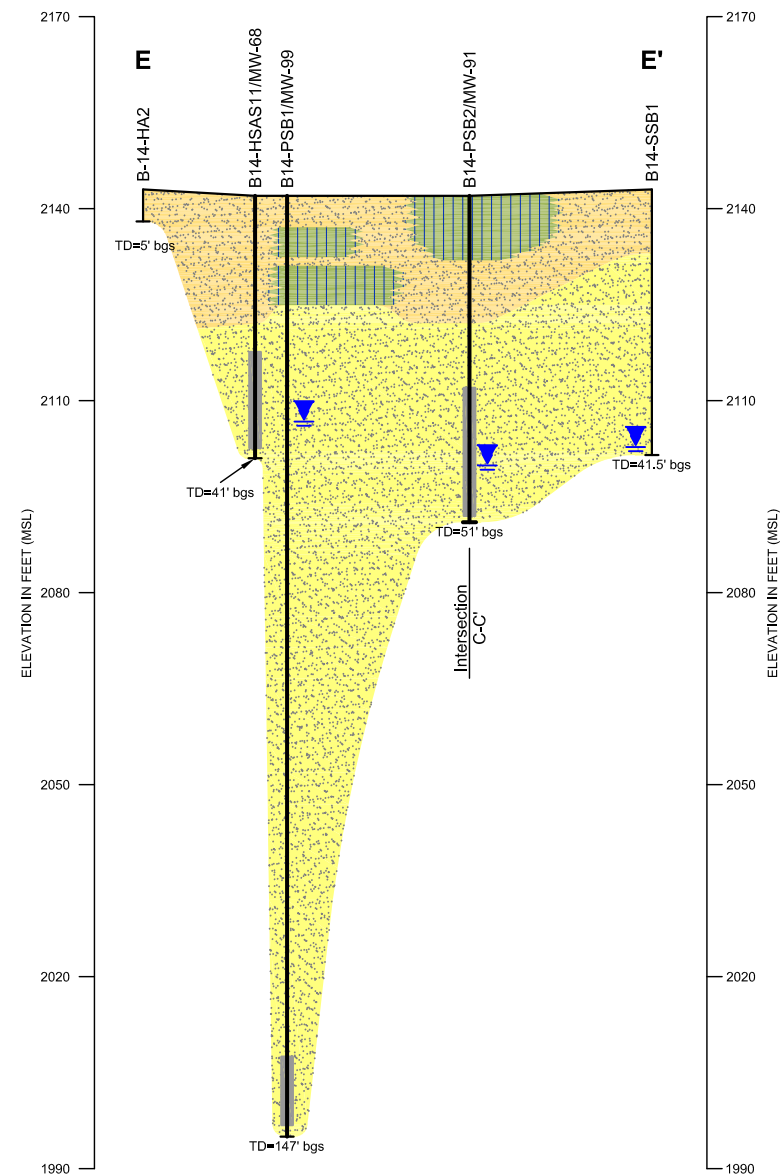 2170
2170
E
E'
B-14-HA2
B14-HSAS11/MW-68
B14-PSB1/MW-99
B14-PSB2/MW-91
B14-SSB1
2140
2140
TD=5' bgs
2110
2110
TD=41' bgs
TD=41.5' bgs
TD=51' bgs
2080
2080
Intersection
C-C'
ELEVATION IN FEET (MSL)
ELEVATION IN FEET (MSL)
2050
2050
2020
2020
TD=147' bgs
1990
1990